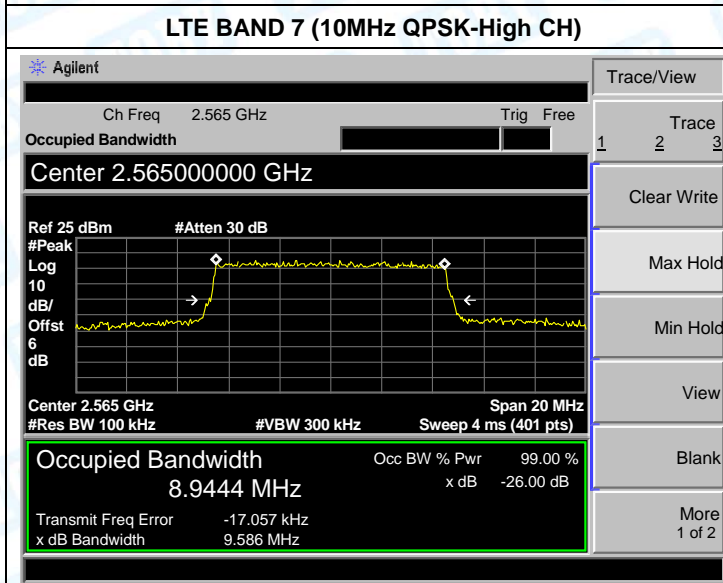 LTE BAND 7 (10MHz QPSK-High CH)
Agilent
Trace/View
Ch Freq 2.565 GHz Trig Free
Occupied Bandwidth
Trace
1 2 3
Center 2.565000000 GHz
Clear Write
Ref 25 dBm #Atten 30 dB
#Peak
Log
10
dB/
Offst
6
dB
Max Hold
Min Hold
View
Center 2.565 GHz Span 20 MHz
#Res BW 100 kHz #VBW 300 kHz Sweep 4 ms (401 pts)
Occupied Bandwidth Occ BW % Pwr 99.00 %
8.9444 MHz x dB -26.00 dB
Blank
Transmit Freq Error -17.057 kHz
x dB Bandwidth 9.586 MHz
More
1 of 2